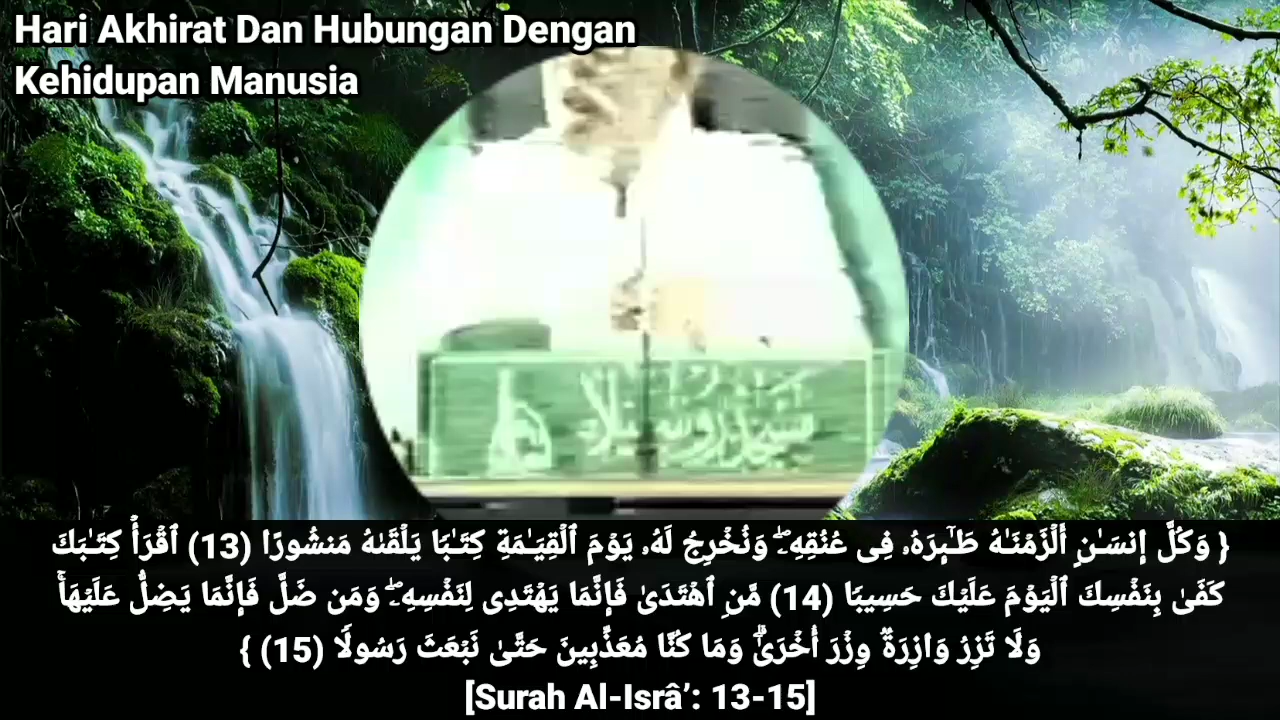 Hari Akhirat Dan Hubungan Dengan
Kehidupan Manusia
{ وَكُلَّ إِنسَـٰنٍ أَلْزَمْنَـٰهُ طَـٰٓئِرَهُۥ فِى عُنُقِهِۦۖ وَنُخْرِجُ لَهُۥ يَوْمَ ٱلْقِيَـٰمَةِ كِتَـٰبًا يَلْقَىٰهُ مَنشُورًا (13) ٱقْرَأْ كِتَـٰبَكَ
كَفَىٰ بِنَفْسِكَ ٱلْيَوْمَ عَلَيْكَ حَسِيبًا (14) مَّنِ ٱهْتَدَىٰ فَإِنَّمَا يَهْتَدِى لِنَفْسِهِۦۖ وَمَن ضَلَّ فَإِنَّمَا يَضِلُّ عَلَيْهَاۚ
وَلَا تَزِرُ وَازِرَةٌ وِزْرَ أُخْرَىٰۗ وَمَا كُنَّا مُعَذِّبِينَ حَتَّىٰ نَبْعَثَ رَسُولًا (15) }
[Surah Al-Isrâ’: 13-15]